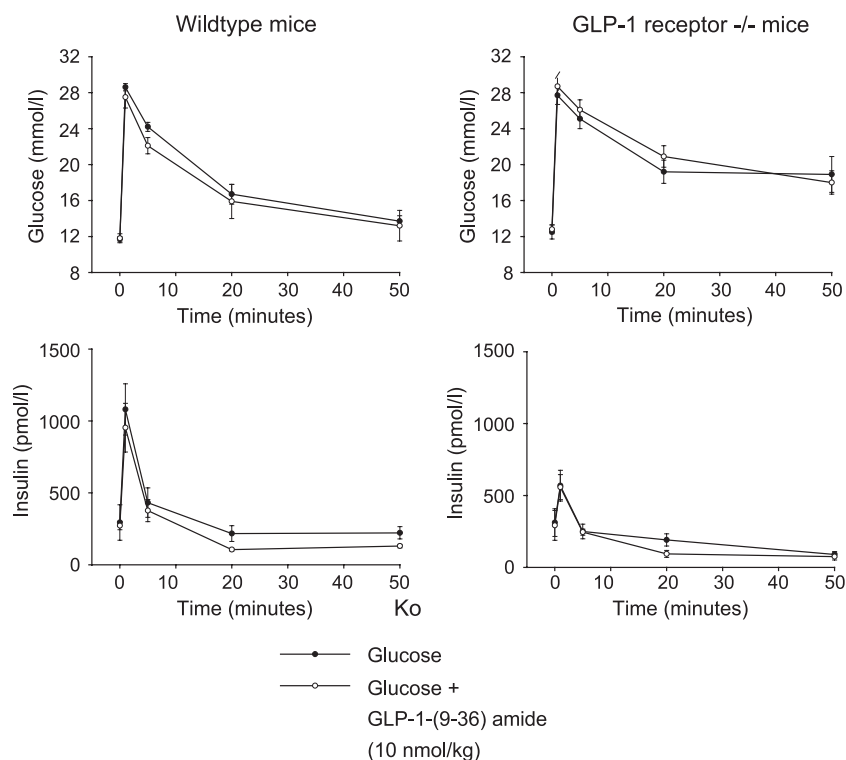 Wildtype mice
GLP-1 receptor -/- mice
Glucose (mmol/l)
32
28
24
20
16
12
8
0 10 20 30 40 50
Time (minutes)
Glucose (mmol/l)
32
28
24
20
16
12
8
0 10 20 30 40 50
Time (minutes)
Insulin (pmol/l)
1500
1000
500
0
0 10 20 30 40 50
Time (minutes)
Ko
Insulin (pmol/l)
1500
1000
500
0
0 10 20 30 40 50
Time (minutes)
Glucose
Glucose +
GLP-1-(9-36) amide
(10 nmol/kg)